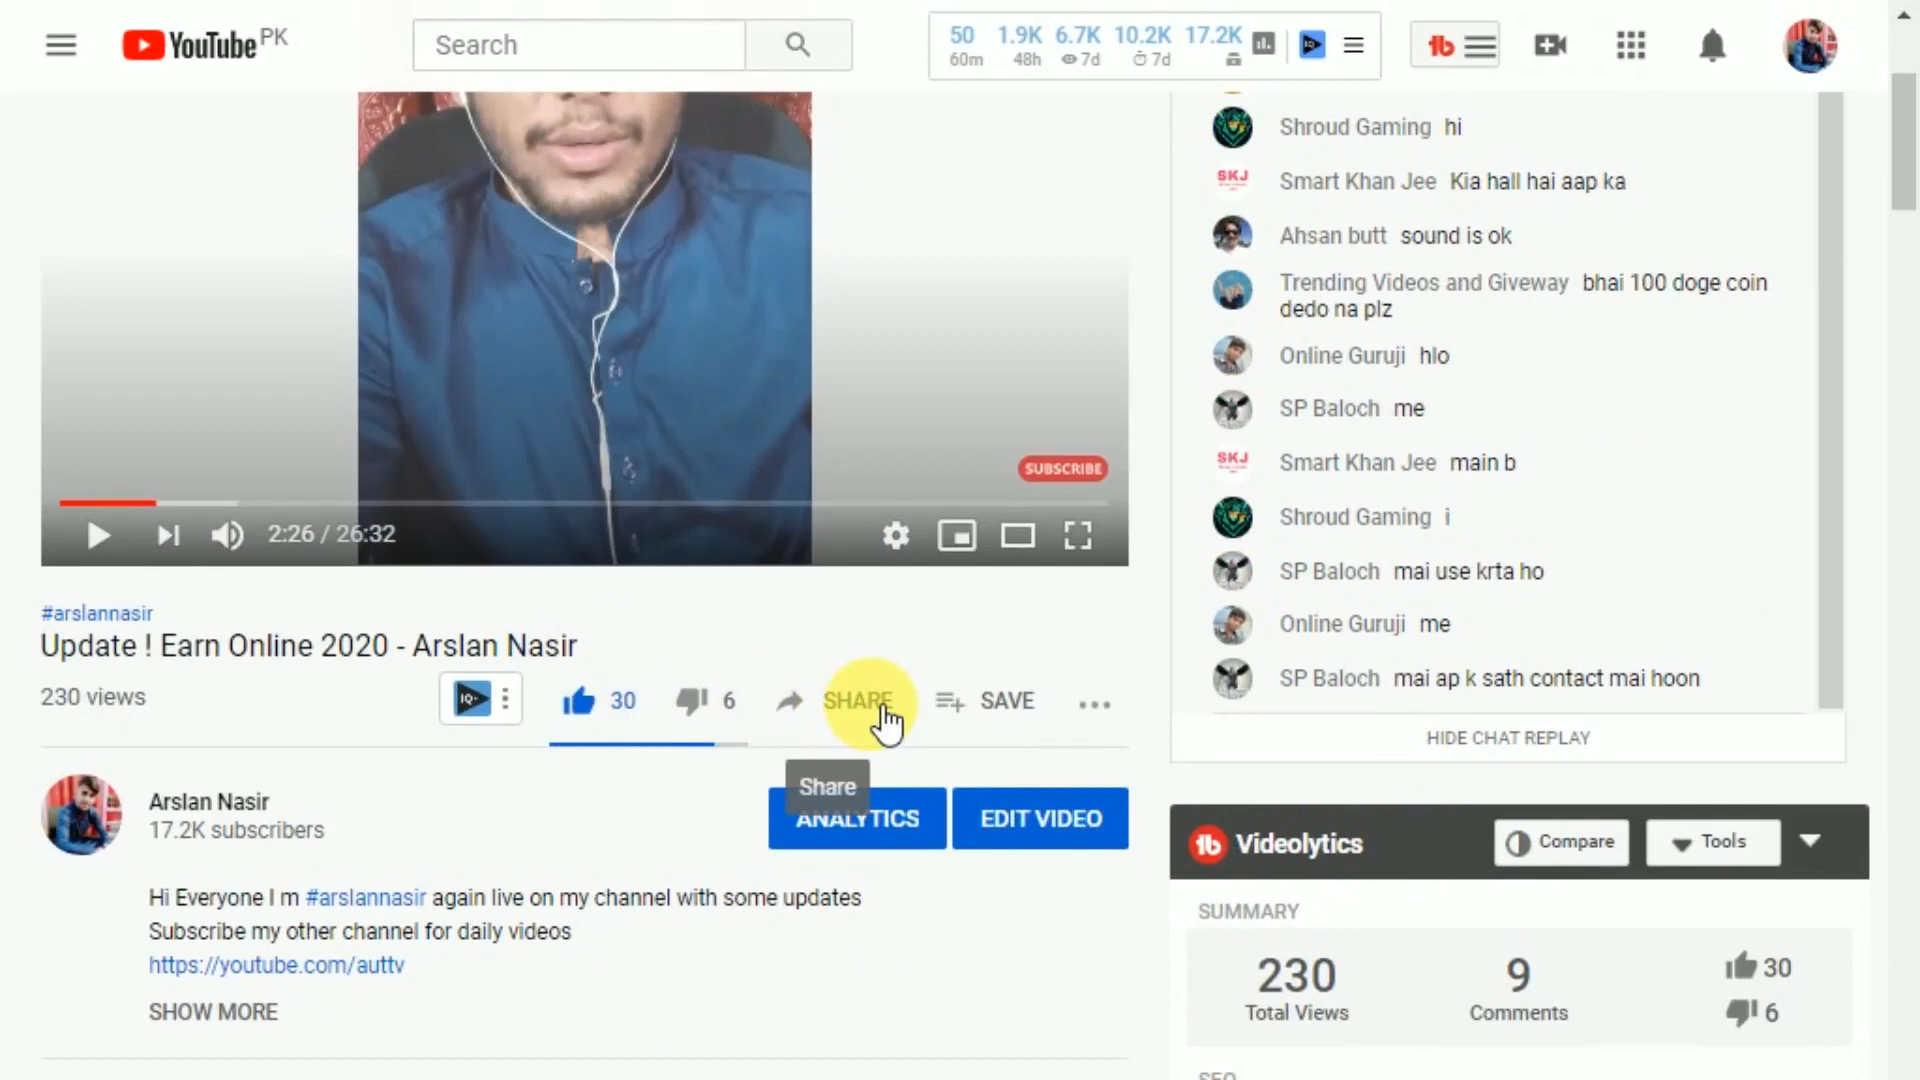 YouTube PK
Search
50 1.9K 6.7K 10.2K 17.2K
60m 48h 7d 7d
Shroud Gaming hi
Smart Khan Jee Kia hall hai aap ka
Ahsan butt sound is ok
Trending Videos and Giveway bhai 100 doge coin
dedo na plz
Online Guruji hlo
SP Baloch me
SKJ
Smart Khan Jee main b
Shroud Gaming i
SP Baloch mai use krta ho
Online Guruji me
SP Baloch mai ap k sath contact mai hoon
HIDE CHAT REPLAY
SUBSCRIBE
2:26 / 26:32
#arslannasir
Update ! Earn Online 2020 - Arslan Nasir
230 views
IQ+
30
6
SHARE
SAVE
Share
Arslan Nasir
17.2K subscribers
ANALYTICS
EDIT VIDEO
Hi Everyone I m #arslannasir again live on my channel with some updates
Subscribe my other channel for daily videos
https://youtube.com/auttv
SHOW MORE
Videolytics
Compare
Tools
SUMMARY
230
Total Views
9
Comments
30
6